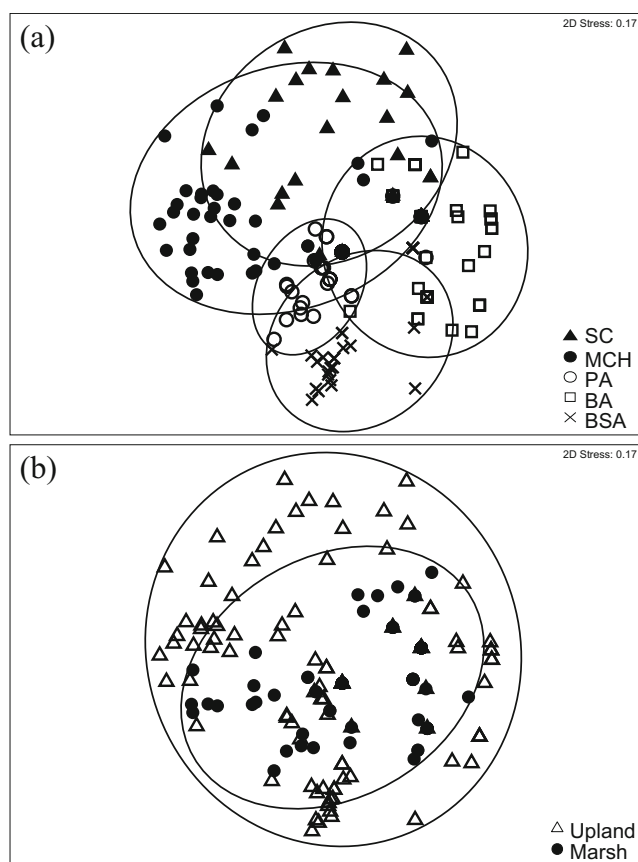 (a)
2D Stress: 0.17
SC
MCH
PA
BA
BSA
(b)
2D Stress: 0.17
Upland
Marsh